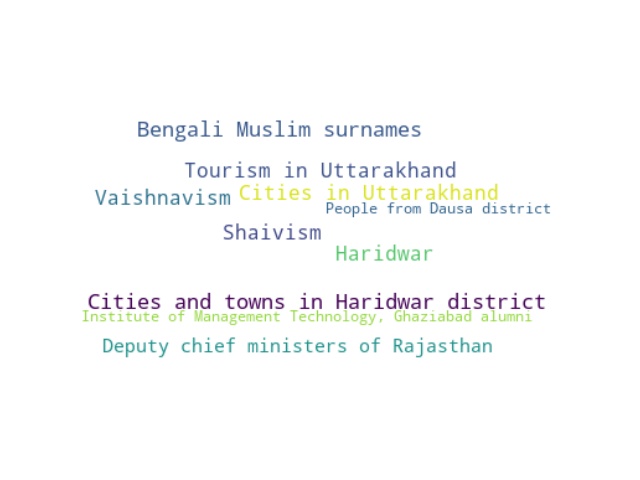 Bengali Muslim surnames
Tourism in Uttarakhand
Cities in Uttarakhand
Vaishnavism
People from Dausa district
Shaivism
Haridwar
Cities and towns in Haridwar district
Institute of Management Technology, Ghaziabad alumni
Deputy chief ministers of Rajasthan